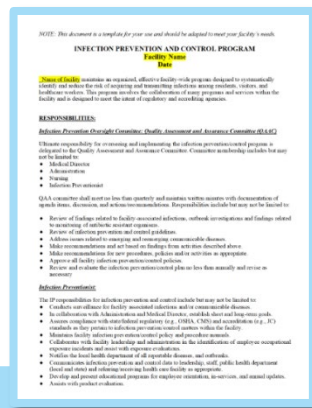 NOTE: This document is a template for your use and should be adapted to meet your facility's needs.
INFECTION PREVENTION AND CONTROL PROGRAM
Facility Name
Date
Name of facility maintains an organized, effective facility-wide program designed to systematically
identify and reduce the risk of acquiring and transmitting infections among residents, visitors, and
healthcare workers. This program involves the collaboration of many programs and services within the
facility and is designed to meet the intent of regulatory and accrediting agencies.
RESPONSIBILITIES:
Infection Prevention Oversight Committee: Quality Assessment and Assurance Committee (QAAC)
Ultimate responsibility for overseeing and implementing the infection prevention/control program is
delegated to the Quality Assessment and Assurance Committee. Committee membership includes but may
not be limited to:
• Medical Director
• Administration
• Nursing
• Infection Preventionist
QAA committee shall meet no less than quarterly and maintains written minutes with documentation of
agenda items, discussion, and actions/recommendations. Responsibilities include but may not be limited to:
• Review of findings related to facility-associated infections, outbreak investigations and findings related
to monitoring of antibiotic resistant organisms.
• Review of infection prevention and control guidelines.
• Address issues related to emerging and reemerging communicable diseases.
• Make recommendations and act based on findings from activities described above
• Make recommendations for new procedures, policies and/or activities as appropriate.
• Approve all facility infection prevention/control policies.
• Review and evaluate the infection prevention/control plan no less than annually and revise as
necessary
Infection Preventionist:
The IP responsibilities for infection prevention and control include but may not be limited to:
• Conducts surveillance for facility associated infections and/or communicable diseases.
• In collaboration with Administration and Medical Director, establish short and long-term goals.
• Assures compliance with state/federal regulatory (e.g., OSHA, CMS) and accreditation (e.g., JC)
standards as they pertain to infection prevention/control matters within the facility.
• Maintains facility infection prevention/control policy and procedure manual.
• Collaborates with facility leadership and administration in the identification of employee occupational
exposure incidents and assist with exposure evaluations.
• Notifies the local health department of all reportable diseases, and outbreaks.
• Communicates infection prevention and control data to leadership, staff, public health department
(local and state) and referring/receiving health care facility as appropriate.
• Develop and present educational programs for employee orientation, in-services, and annual updates.
• Assists with product evaluation.